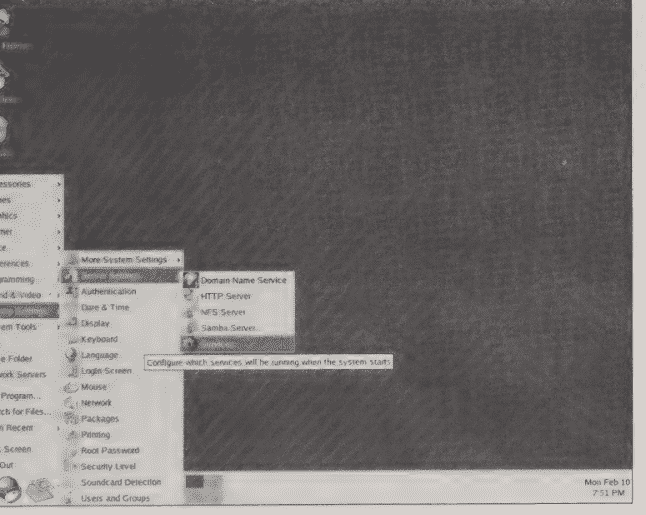 essories
es
phics
rnet
ce
erences
gramming
nd & Video
em Tools
e Folder
work Servers
Program...
rch for Files...
n Recent
Screen
Out
More System Settings
Authentication
Date & Time
Display
Keyboard
Language
Login Screen
Mouse
Network
Packages
Printing
Root Password
Security Level
Soundcard Detection
Users and Groups
Domain Name Service
HTTP Server
NFS Server
Samba Server...
Configure which services will be running when the system starts
Mon Feb 10
7:51 PM